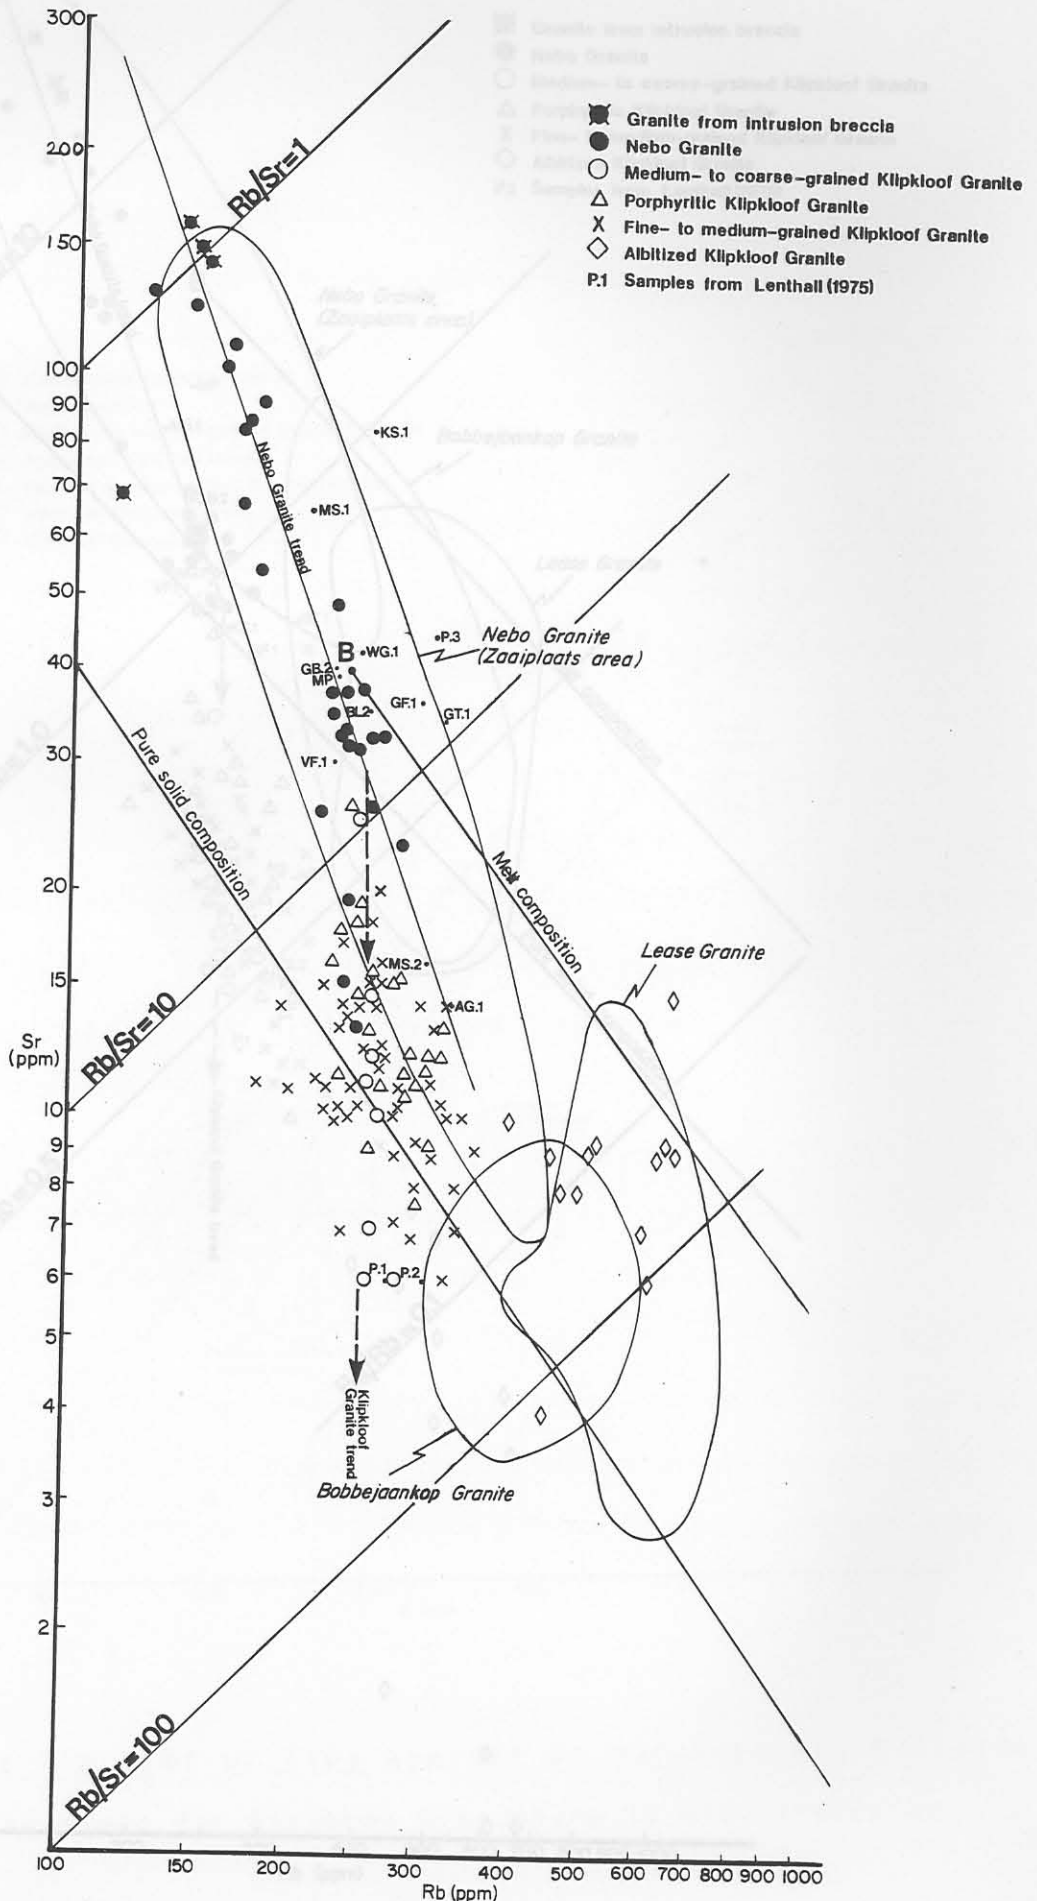 300
200
150
100
90
80
70
60
50
40
30
20
15
10
9
8
7
6
5
4
3
2
Sr
(ppm)
100
150
200
300
400
500
600
700
800
900
1000
Rb (ppm)
Granite from intrusion breccia
Nebo Granite
Medium- to coarse-grained Klipkloof Granite
Porphyritic Klipkloof Granite
Fine- to medium-grained Klipkloof Granite
Albitized Klipkloof Granite
P.1 Samples from Lenthall (1975)
Rb/Sr=1
Nebo Granite trend
KS.1
MS.1
P.3
Nebo Granite
(Zaaiplaats area)
B
WG.1
GB.2
MP
BL2
GF.1
GT.1
VF.1
Pure solid composition
Melt composition
Lease Granite
MS.2
AG.1
Rb/Sr=10
P.1
P.2
Klipkloof
Granite trend
Bobbejaankop Granite
Rb/Sr=100